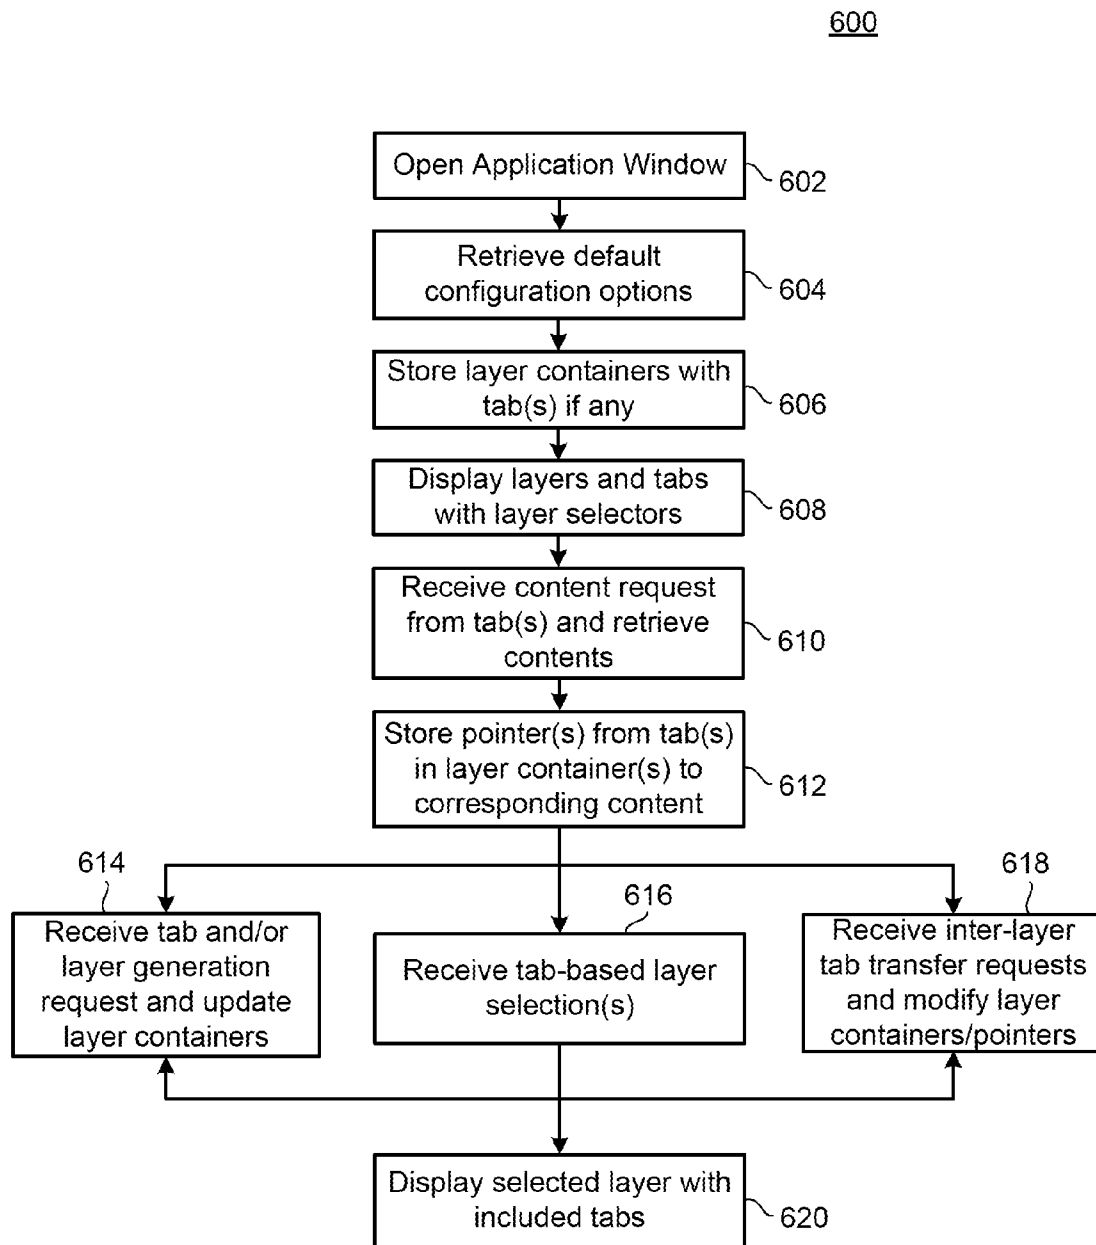 600
Open Application Window
602
Retrieve default
configuration options
604
Store layer containers with
tab(s) if any
606
Display layers and tabs
with layer selectors
608
Receive content request
from tab(s) and retrieve
contents
610
Store pointer(s) from tab(s)
in layer container(s) to
corresponding content
612
614
Receive tab and/or
layer generation
request and update
layer containers
616
Receive tab-based layer
selection(s)
618
Receive inter-layer
tab transfer requests
and modify layer
containers/pointers
Display selected layer with
included tabs
620